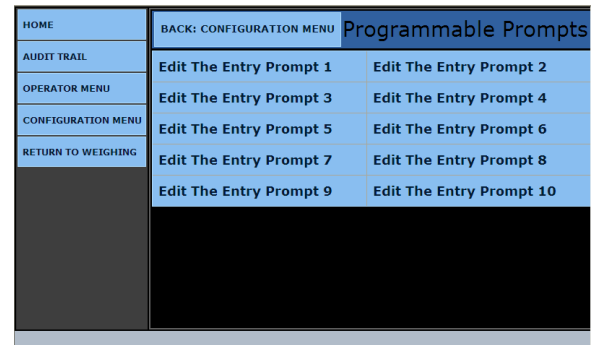 HOME
AUDIT TRAIL
OPERATOR MENU
CONFIGURATION MENU
RETURN TO WEIGHING
BACK: CONFIGURATION MENU Programmable Prompts
Edit The Entry Prompt 1 Edit The Entry Prompt 2
Edit The Entry Prompt 3 Edit The Entry Prompt 4
Edit The Entry Prompt 5 Edit The Entry Prompt 6
Edit The Entry Prompt 7 Edit The Entry Prompt 8
Edit The Entry Prompt 9 Edit The Entry Prompt 10